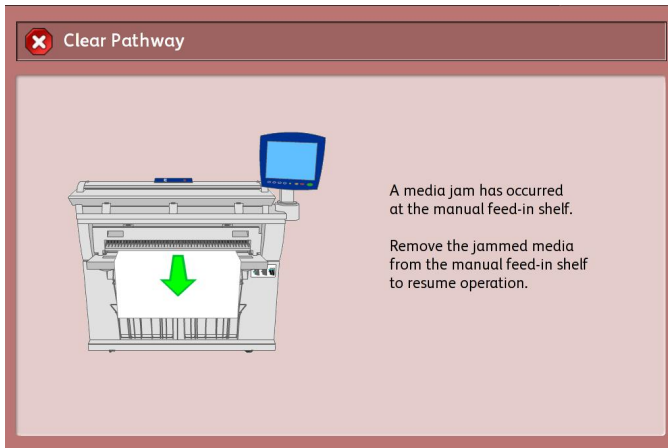 Clear Pathway
A media jam has occurred
at the manual feed-in shelf.
Remove the jammed media
from the manual feed-in shelf
to resume operation.